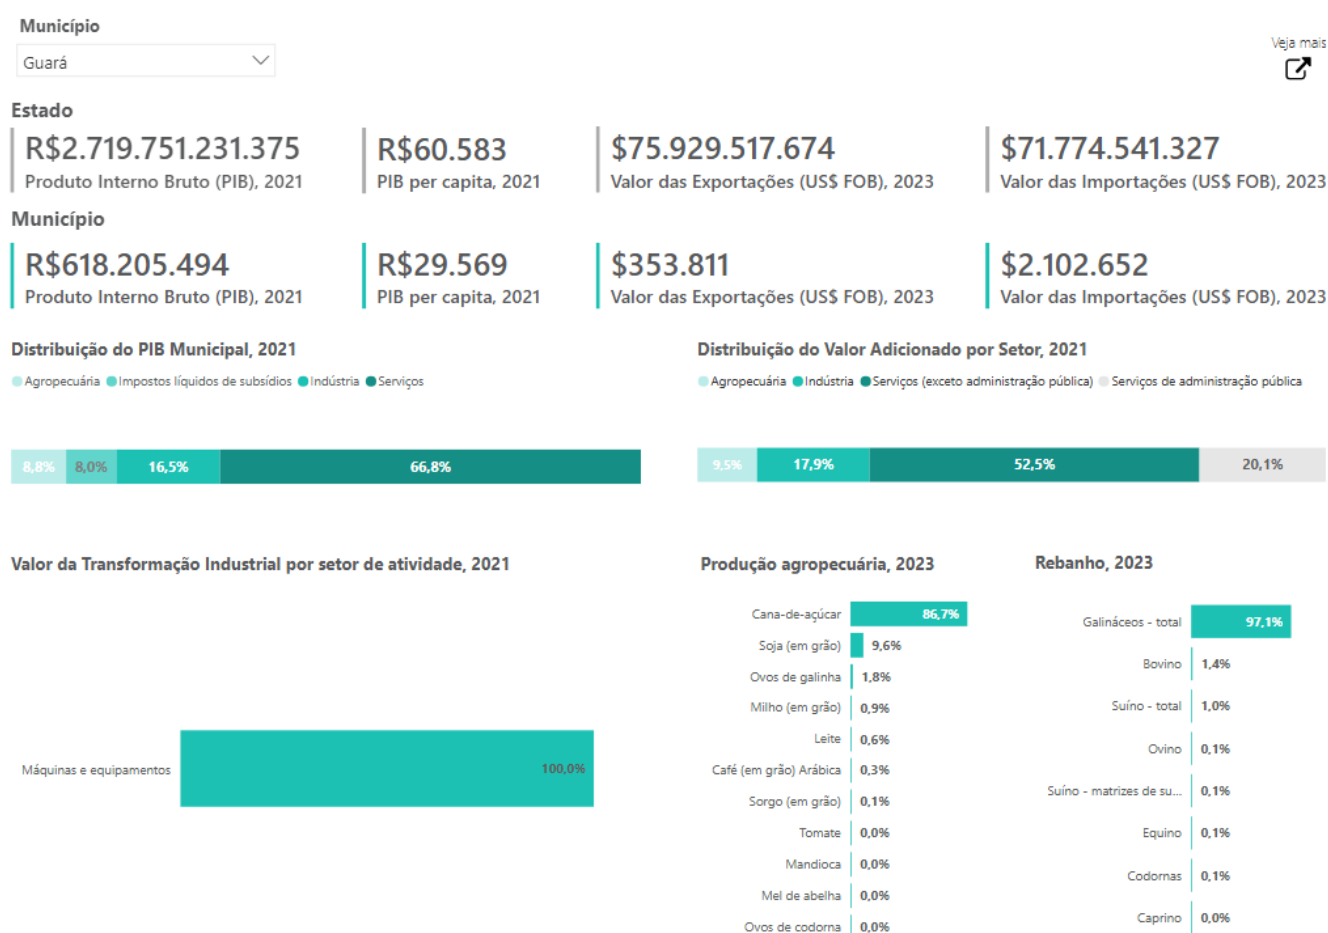 Município
Guará
Veja mais
Estado
R$2.719.751.231.375
Produto Interno Bruto (PIB), 2021
R$60.583
PIB per capita, 2021
$75.929.517.674
Valor das Exportações (US$ FOB), 2023
$71.774.541.327
Valor das Importações (US$ FOB), 2023
Município
R$618.205.494
Produto Interno Bruto (PIB), 2021
R$29.569
PIB per capita, 2021
$353.811
Valor das Exportações (US$ FOB), 2023
$2.102.652
Valor das Importações (US$ FOB), 2023
Distribuição do PIB Municipal, 2021
Agropecuária Impostos líquidos de subsídios Indústria Serviços
8,8% 8,0% 16,5% 66,8%
Distribuição do Valor Adicionado por Setor, 2021
Agropecuária Indústria Serviços (exceto administração pública) Serviços de administração pública
9,5% 17,9% 52,5% 20,1%
Valor da Transformação Industrial por setor de atividade, 2021
Máquinas e equipamentos 100,0%
Produção agropecuária, 2023
Cana-de-açúcar 86,7%
Soja (em grão) 9,6%
Ovos de galinha 1,8%
Milho (em grão) 0,9%
Leite 0,6%
Café (em grão) Arábica 0,3%
Sorgo (em grão) 0,1%
Tomate 0,0%
Mandioca 0,0%
Mel de abelha 0,0%
Ovos de codorna 0,0%
Rebanho, 2023
Galináceos - total 97,1%
Bovino 1,4%
Suíno - total 1,0%
Ovino 0,1%
Suíno - matrizes de su... 0,1%
Equino 0,1%
Codornas 0,1%
Caprino 0,0%